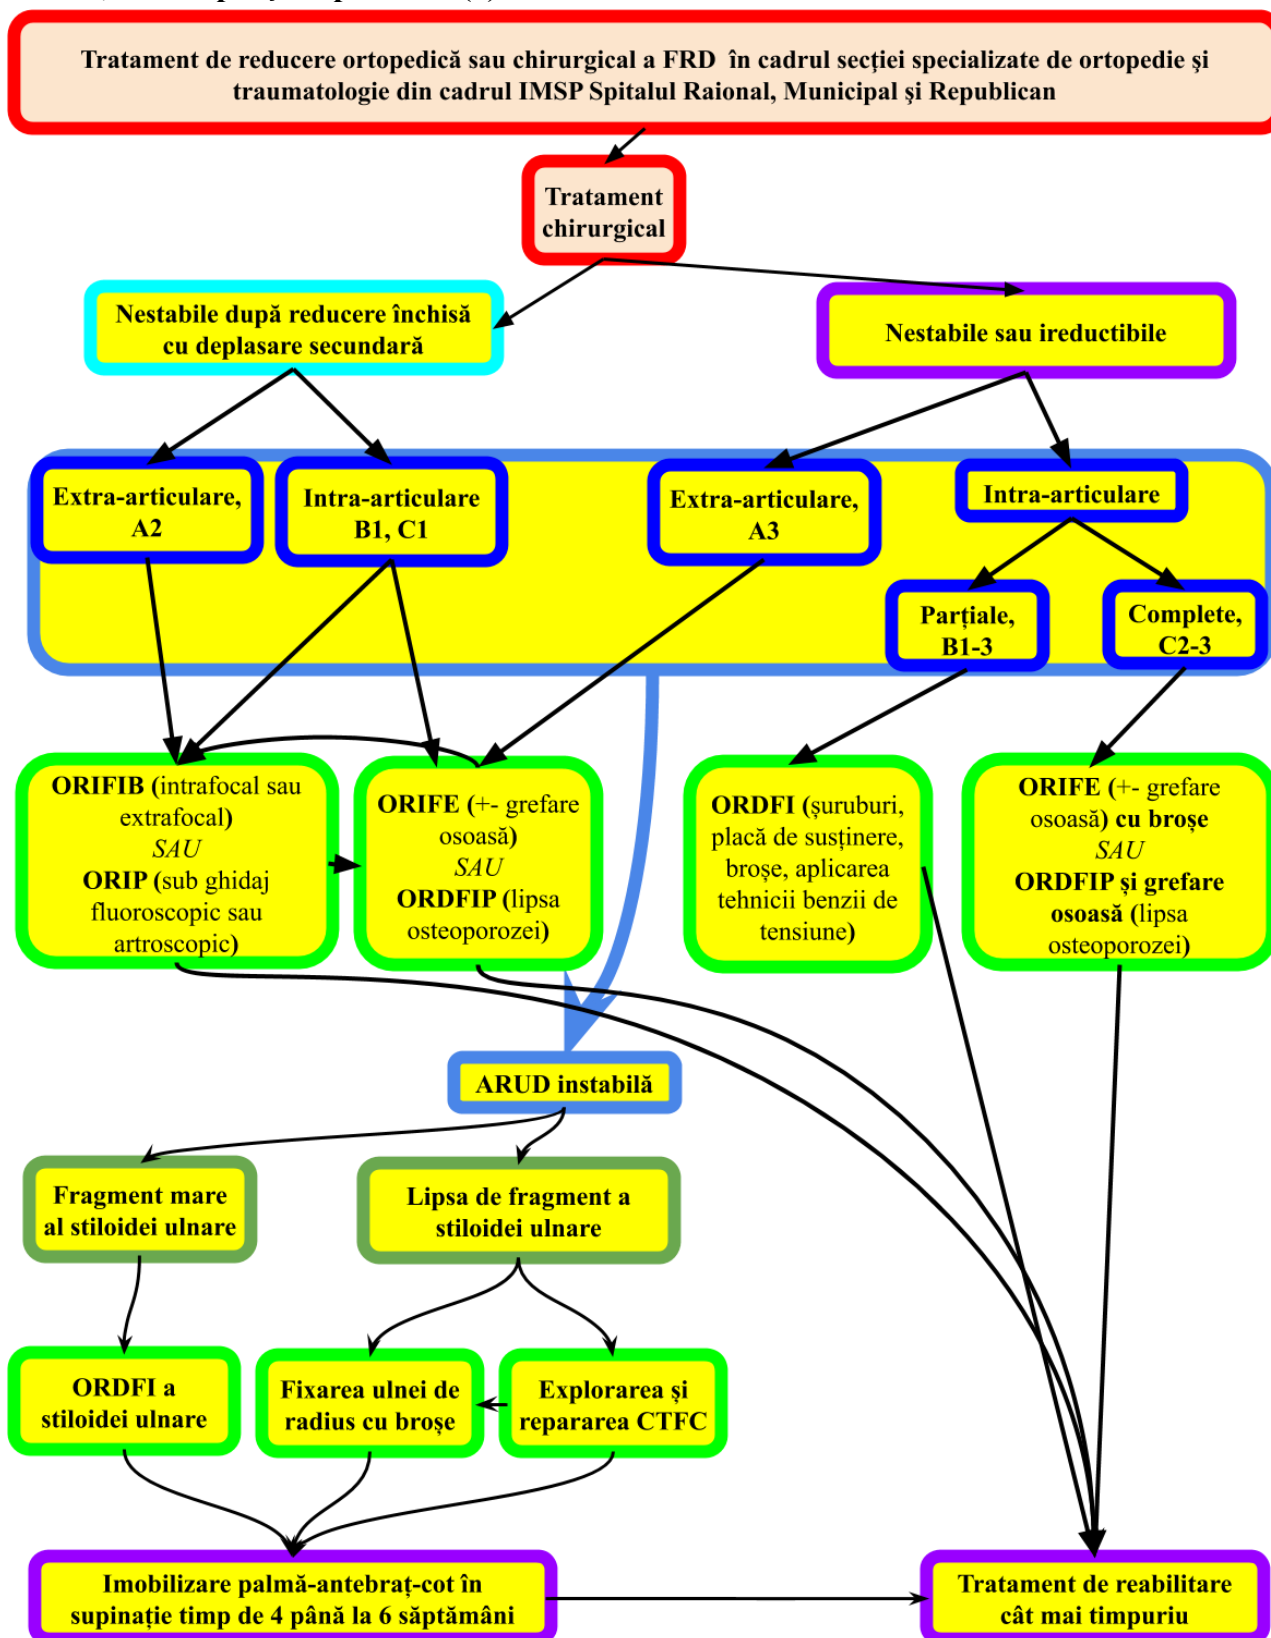 Tratament de reducere ortopedică sau chirurgical a FRD în cadrul secției specializate de ortopedie și
traumatologie din cadrul IMSP Spitalul Raional, Municipal și Republican
Tratament
chirurgical
Nestabile după reducere închisă
cu deplasare secundară
Nestabile sau ireductibile
Extra-articulare,
A2
Intra-articulare
B1, C1
Extra-articulare,
A3
Intra-articulare
Parțiale,
B1-3
Complete,
C2-3
ORIFIB (intrafocal sau
extrafocal)
SAU
ORIP (sub ghidaj
fluoroscopic sau
artroscopic)
ORIFE (+- grefare
osoasă)
SAU
ORDFIP (lipsa
osteoporozei)
ORDFI (șuruburi,
placă de susținere,
broșe, aplicarea
tehnicii benzii de
tensiune)
ORIFE (+- grefare
osoasă) cu broșe
SAU
ORDFIP și grefare
osoasă (lipsa
osteoporozei)
ARUD instabilă
Fragment mare
al stiloidei ulnare
Lipsa de fragment a
stiloidei ulnare
ORDFI a
stiloidei ulnare
Fixarea ulnei de
radius cu broșe
Explorarea și
repararea CTFC
Imobilizare palmă-antebraț-cot în
supinație timp de 4 până la 6 săptămâni
Tratament de reabilitare
cât mai timpuriu